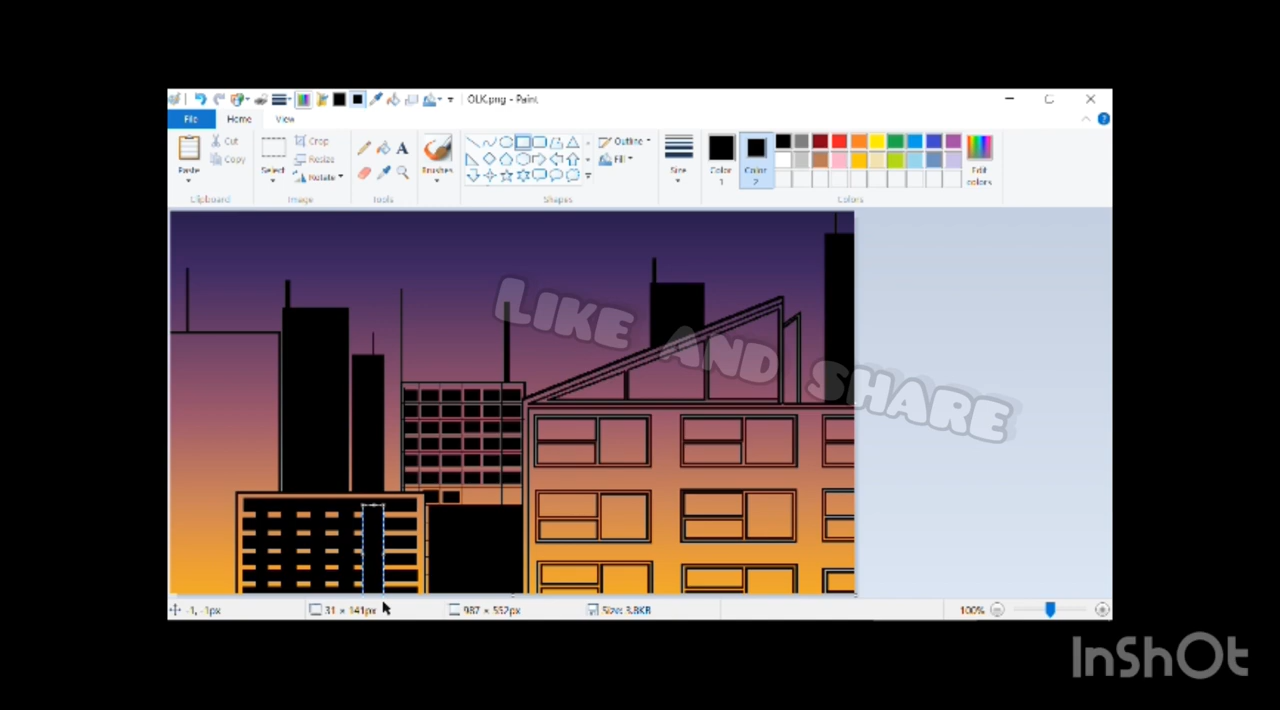 OLK.png - Paint
File Home View
Paste Cut Copy Clipboard
Select Crop Resize Rotate Image
A Tools
Brushes
Outline Fill Shapes
Size
Color 1 Color 2 Edit colors Colors
LIKE AND SHARE
-1, -1px 31 × 141px 987 × 552px Size: 3.8KB 100%
InShOt